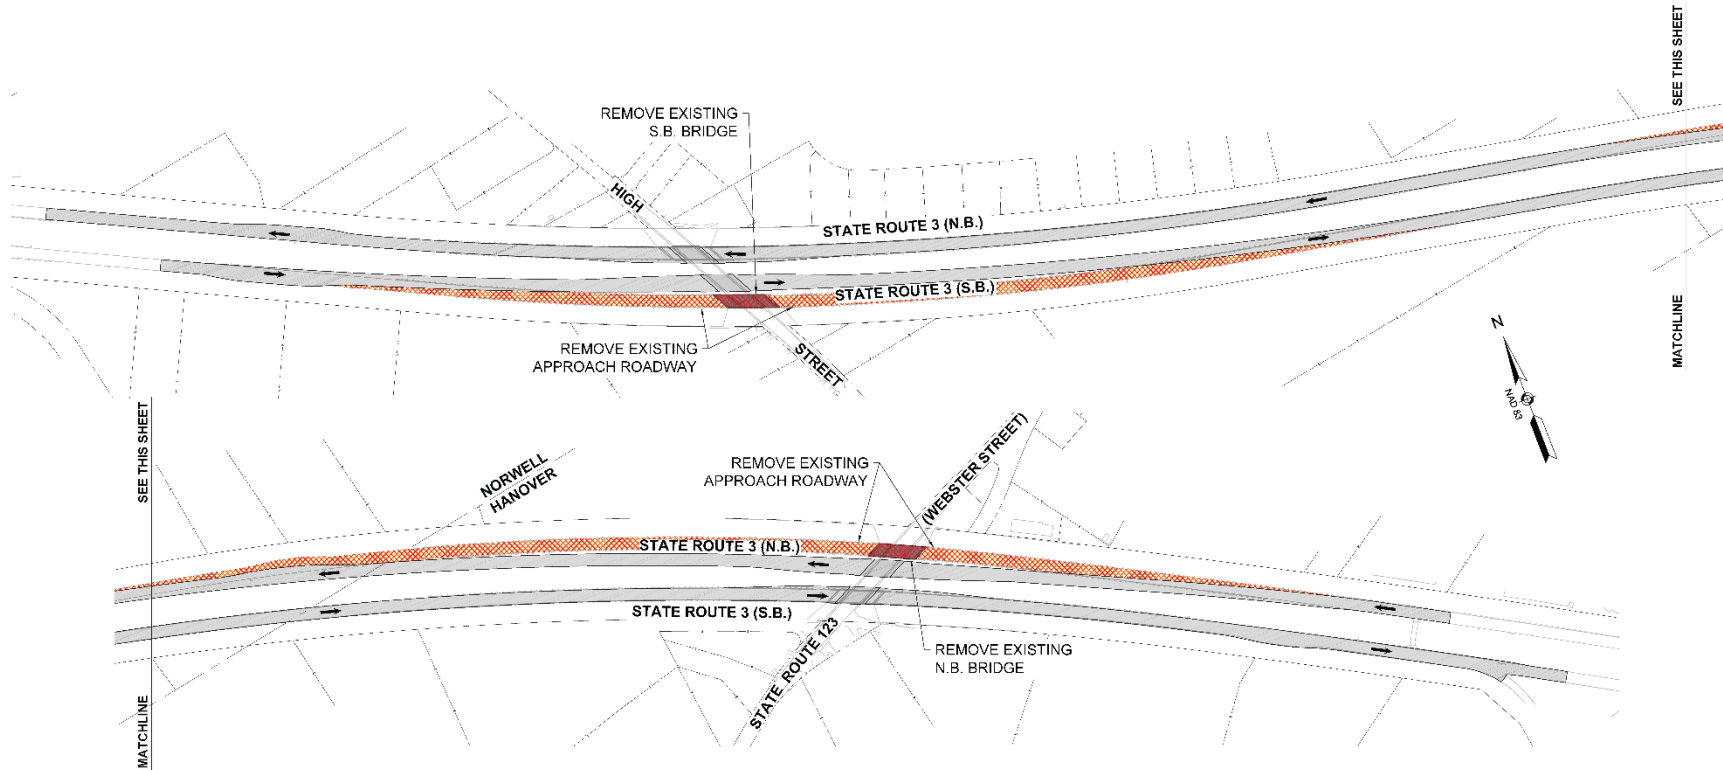 SEE THIS SHEET
REMOVE EXISTING
S.B. BRIDGE
HIGH
STATE ROUTE 3 (N.B.)
STATE ROUTE 3 (S.B.)
REMOVE EXISTING
APPROACH ROADWAY
STREET
MATCHLINE
N
NAD 83
SEE THIS SHEET
NORWELL
HANOVER
REMOVE EXISTING
APPROACH ROADWAY
(WEBSTER STREET)
STATE ROUTE 3 (N.B.)
STATE ROUTE 3 (S.B.)
STATE ROUTE 123
REMOVE EXISTING
N.B. BRIDGE
MATCHLINE